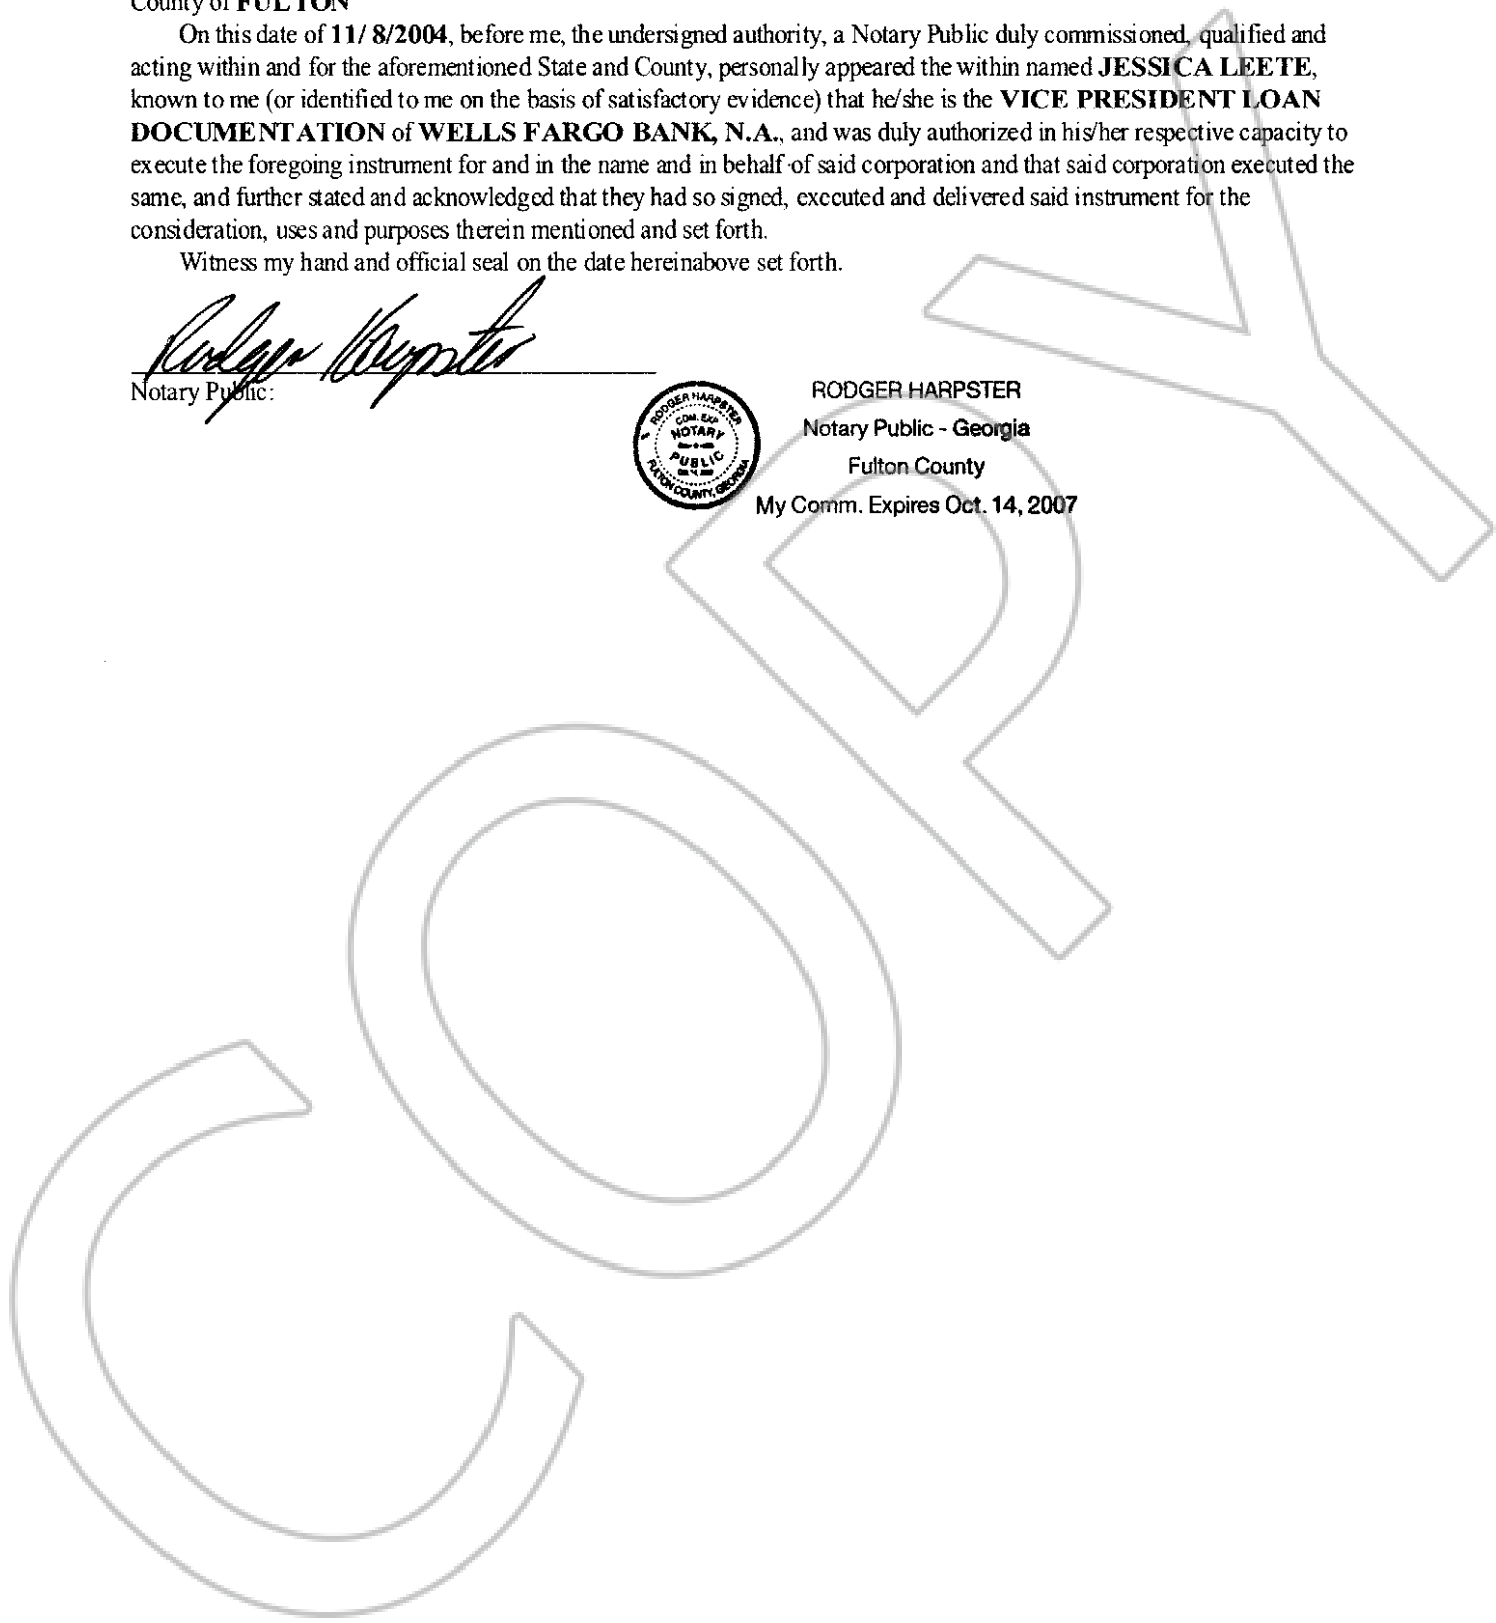 County of FULTON
On this date of 11/ 8/2004, before me, the undersigned authority, a Notary Public duly commissioned, qualified and
acting within and for the aforementioned State and County, personally appeared the within named JESSICA LEETE,
known to me (or identified to me on the basis of satisfactory evidence) that he/she is the VICE PRESIDENT LOAN
DOCUMENTATION of WELLS FARGO BANK, N.A., and was duly authorized in his/her respective capacity to
execute the foregoing instrument for and in the name and in behalf of said corporation and that said corporation executed the
same, and further stated and acknowledged that they had so signed, executed and delivered said instrument for the
consideration, uses and purposes therein mentioned and set forth.
Witness my hand and official seal on the date hereinabove set forth.
Rodger Harpster
Notary Public:
RODGER HARPSTER
COM. EXP
NOTARY
PUBLIC
FULTON COUNTY, GEORGIA
RODGER HARPSTER
Notary Public - Georgia
Fulton County
My Comm. Expires Oct. 14, 2007
COPY